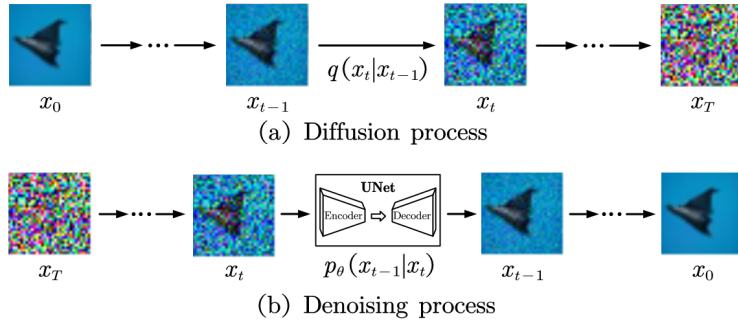 q(x_t|x_{t-1})
x_0
x_{t-1}
x_t
x_T
(a) Diffusion process
UNet
Encoder
Decoder
x_T
x_t
p_θ(x_{t-1}|x_t)
x_{t-1}
x_0
(b) Denoising process